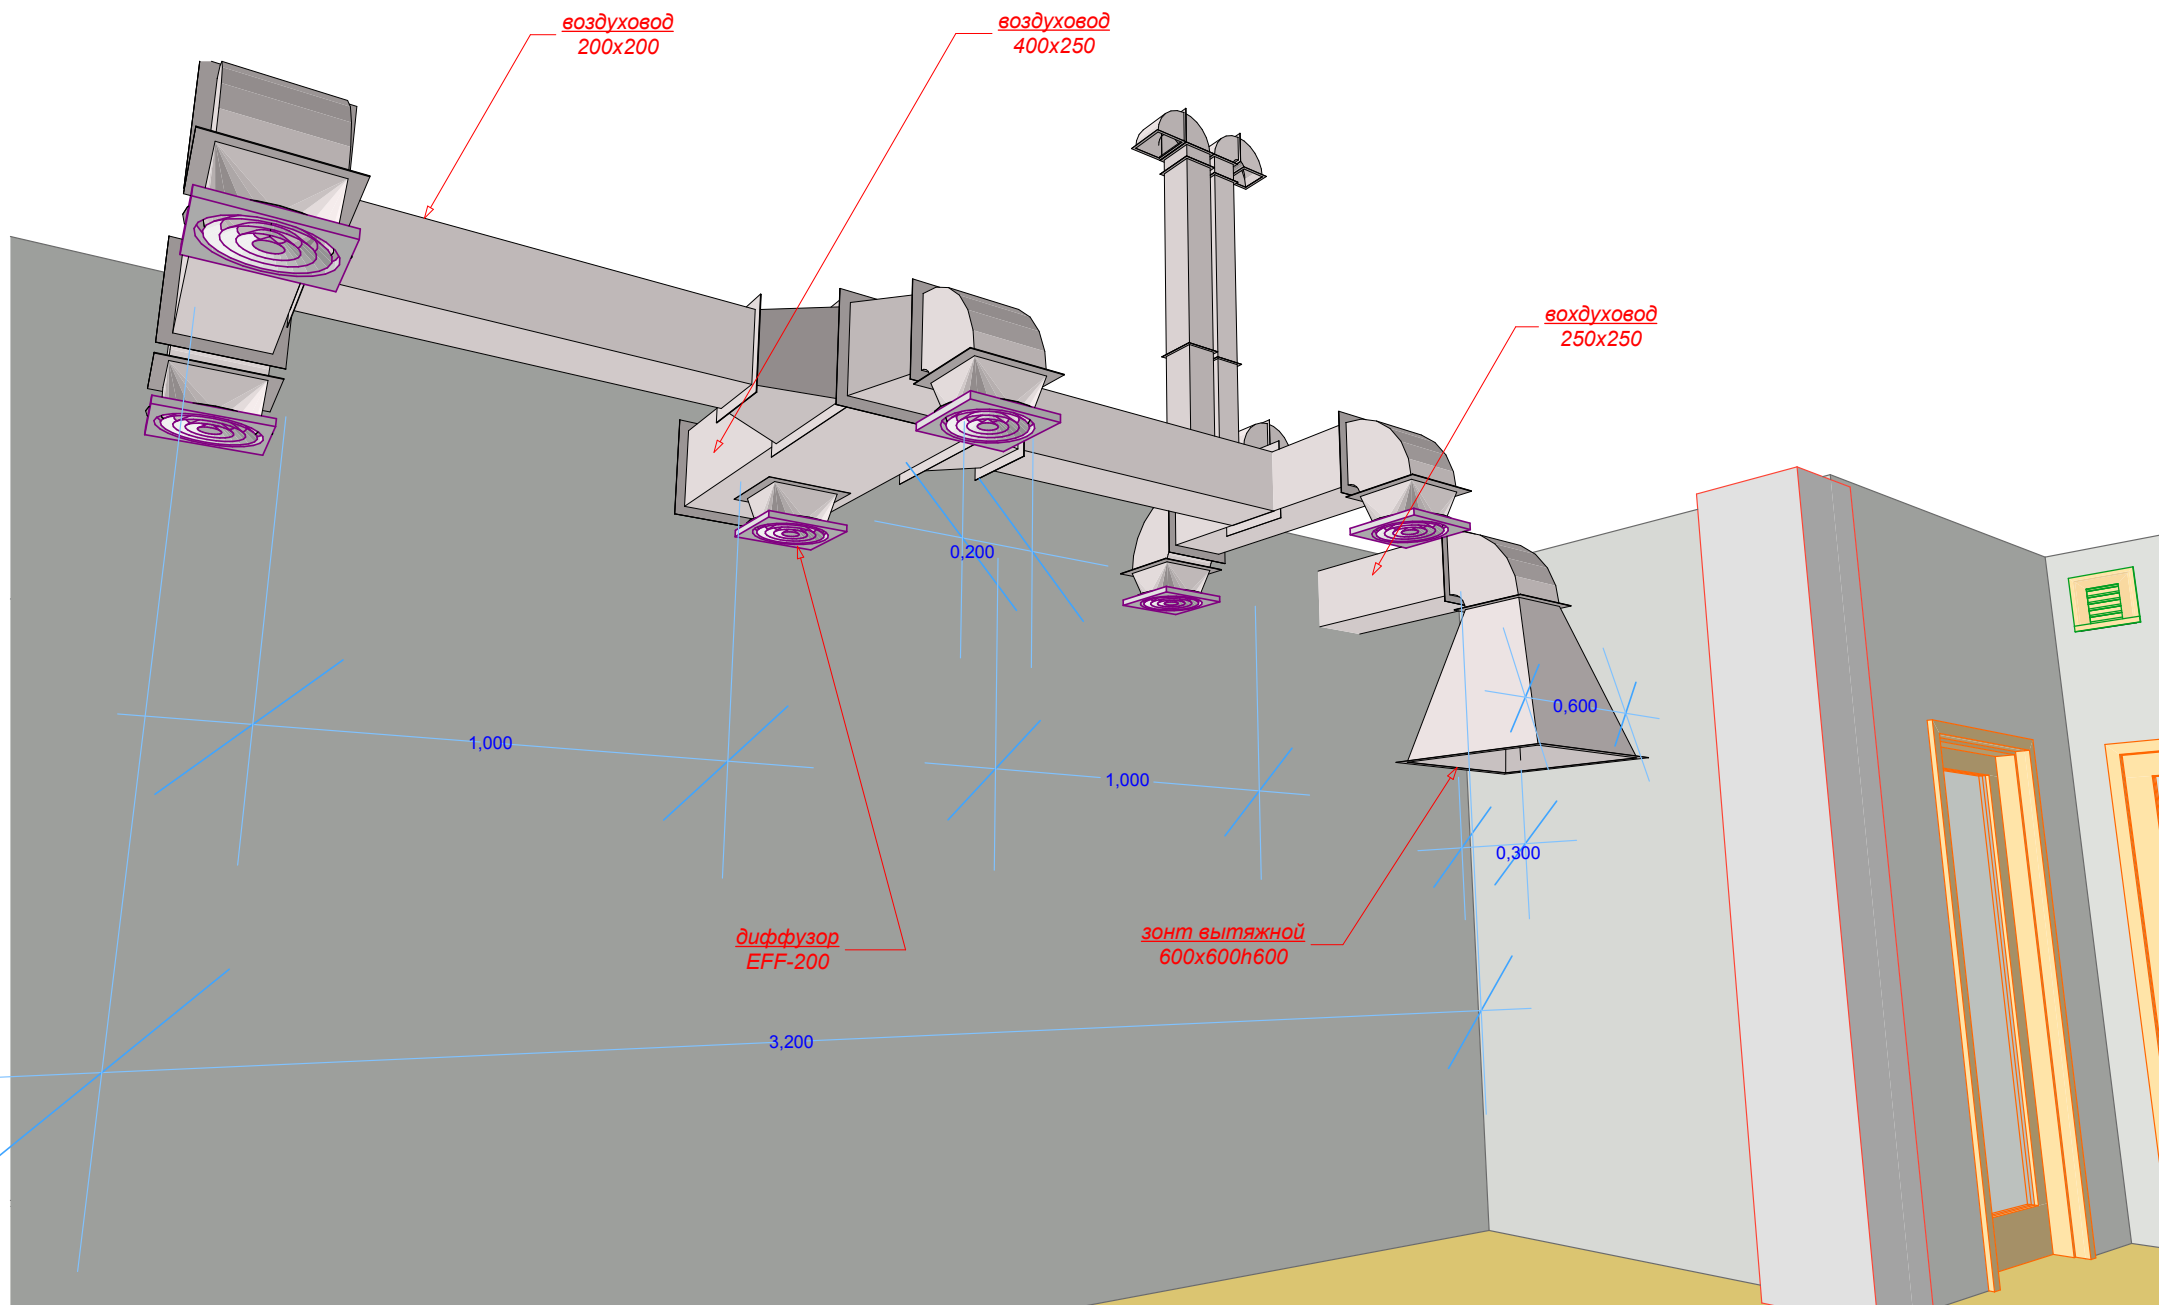 воздуховод
200x200
воздуховод
400x250
вохдуховод
250x250
0,200
0,600
1,000
1,000
0,300
диффузор
EFF-200
зонт вытяжной
600x600h600
3,200